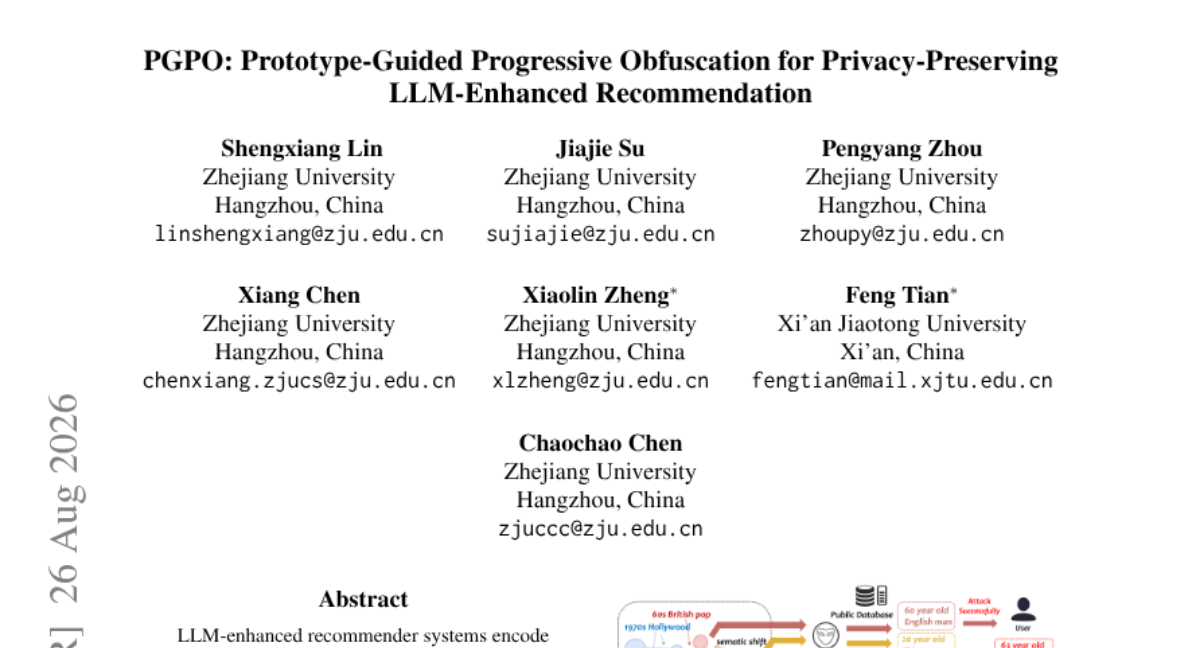 PGPO: Prototype-Guided Progressive Obfuscation for Privacy-Preserving
LLM-Enhanced Recommendation
Shengxiang Lin
Zhejiang University
Hangzhou, China
linshengxiang@zju.edu.cn
Jiajie Su
Zhejiang University
Hangzhou, China
sujiajie@zju.edu.cn
Pengyang Zhou
Zhejiang University
Hangzhou, China
zhoupy@zju.edu.cn
Xiang Chen
Zhejiang University
Hangzhou, China
chenxiang.zjucs@zju.edu.cn
Xiaolin Zheng*
Zhejiang University
Hangzhou, China
xlzheng@zju.edu.cn
Feng Tian*
Xi'an Jiaotong University
Xi'an, China
fengtian@mail.xjtu.edu.cn
Chaochao Chen
Zhejiang University
Hangzhou, China
zjuccc@zju.edu.cn
R] 26 Aug 2026
Abstract
LLM-enhanced recommender systems encode
60s British pop
1970s Hollywood
sematic shift
Public Database
60 year old
English man
Attack
Successfully
User